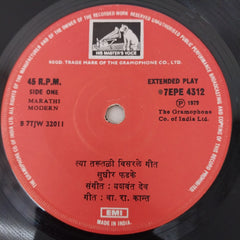 HIS MASTER'S VOICE
REGD. TRADE MARK OF THE GRAMOPHONE CO. LTD.
45 R.P.M.
SIDE ONE
MARATHI
MODERN
B 7TJW 32011
EXTENDED PLAY
7EPE 4312
℗ 1979
The Gramophone
Co. of India Ltd.
त्या तरुतळी विसरले गीत
सुधीर फडके
संगीत : यशवंत देव
गीत : वा. रा. कान्त
EMI
MADE IN INDIA